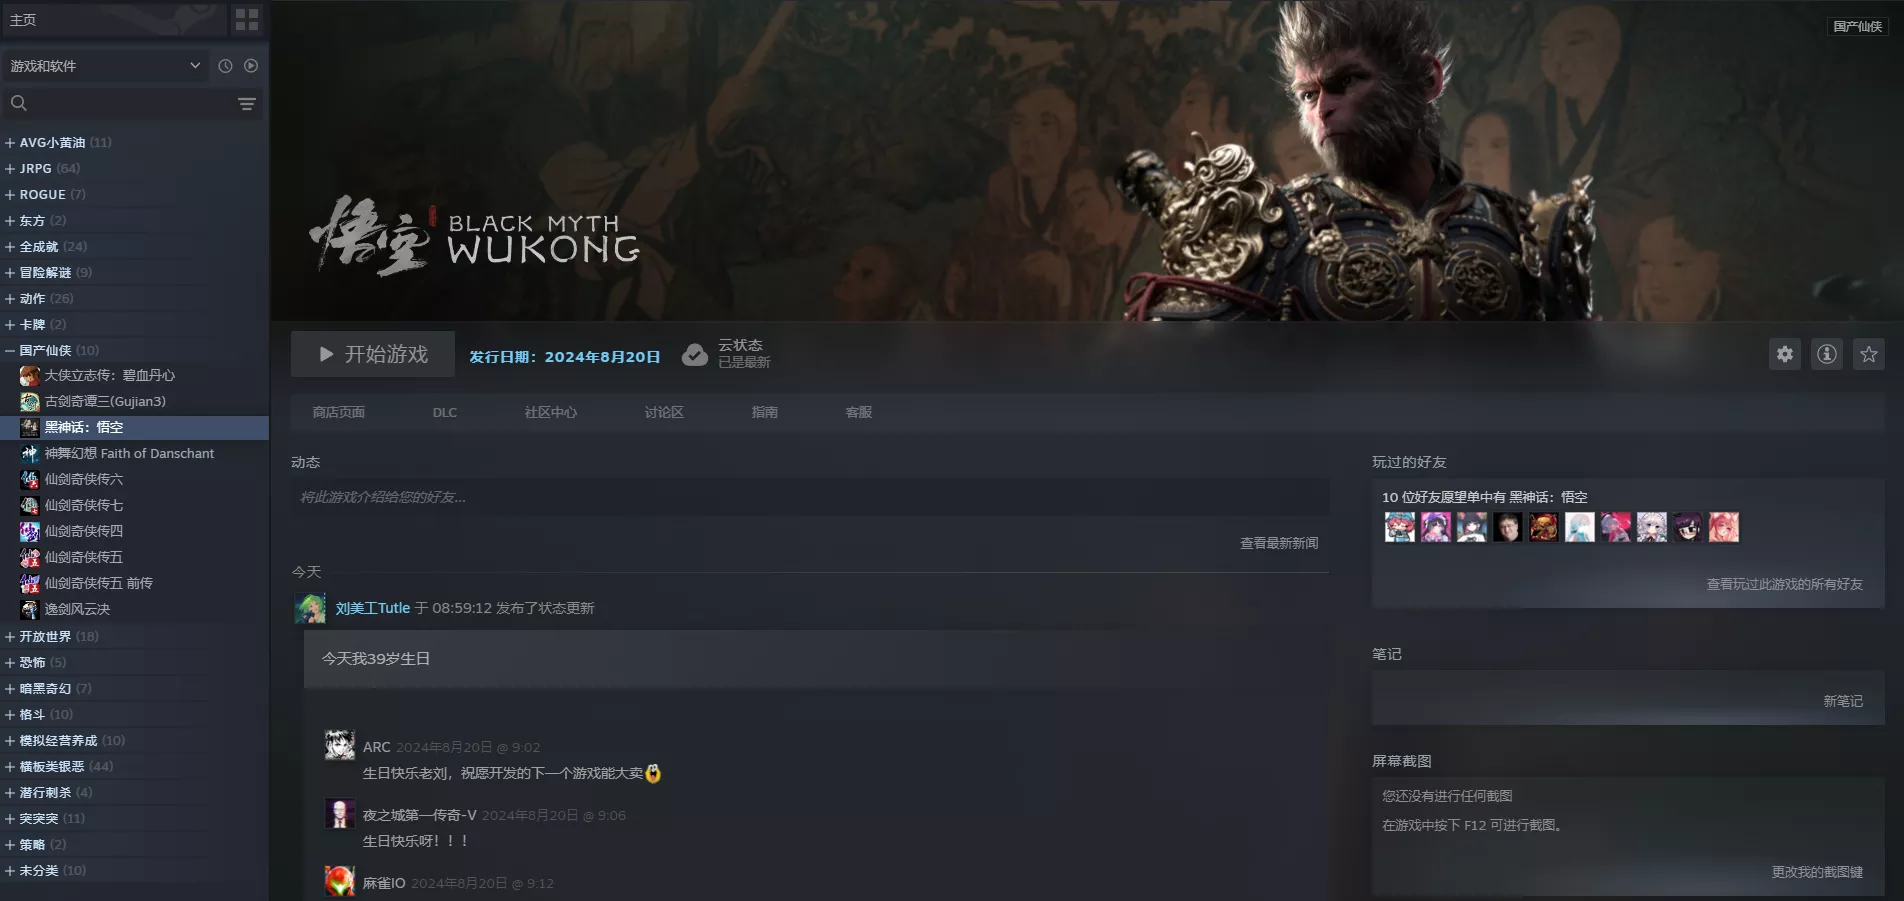 主页
游戏和软件
AVG小黄油 (11)
JRPG (64)
ROGUE (7)
东方 (2)
全成就 (24)
冒险解谜 (9)
动作 (26)
卡牌 (2)
国产仙侠 (10)
大侠立志传：碧血丹心
古剑奇谭三(Gujian3)
黑神话：悟空
神舞幻想 Faith of Danschant
仙剑奇侠传六
仙剑奇侠传七
仙剑奇侠传四
仙剑奇侠传五
仙剑奇侠传五 前传
逸剑风云决
开放世界 (18)
恐怖 (5)
暗黑奇幻 (7)
格斗 (10)
模拟经营养成 (10)
横板类银恶 (44)
潜行刺杀 (4)
突突突 (11)
策略 (2)
未分类 (10)
国产仙侠
悟空 BLACK MYTH
WUKONG
开始游戏
发行日期：2024年8月20日
云状态
已是最新
商店页面 DLC 社区中心 讨论区 指南 客服
动态
将此游戏介绍给您的好友...
查看最新新闻
今天
刘美工Tutle 于 08:59:12 发布了状态更新
今天我39岁生日
ARC 2024年8月20日 @ 9:02
生日快乐老刘，祝愿开发的下一个游戏能大卖
夜之城第一传奇-V 2024年8月20日 @ 9:06
生日快乐呀！！！
麻雀IO 2024年8月20日 @ 9:12
玩过的好友
10 位好友愿望单中有 黑神话：悟空
查看玩过此游戏的所有好友
笔记
新笔记
屏幕截图
您还没有进行任何截图
在游戏中按下 F12 可进行截图。
更改我的截图键